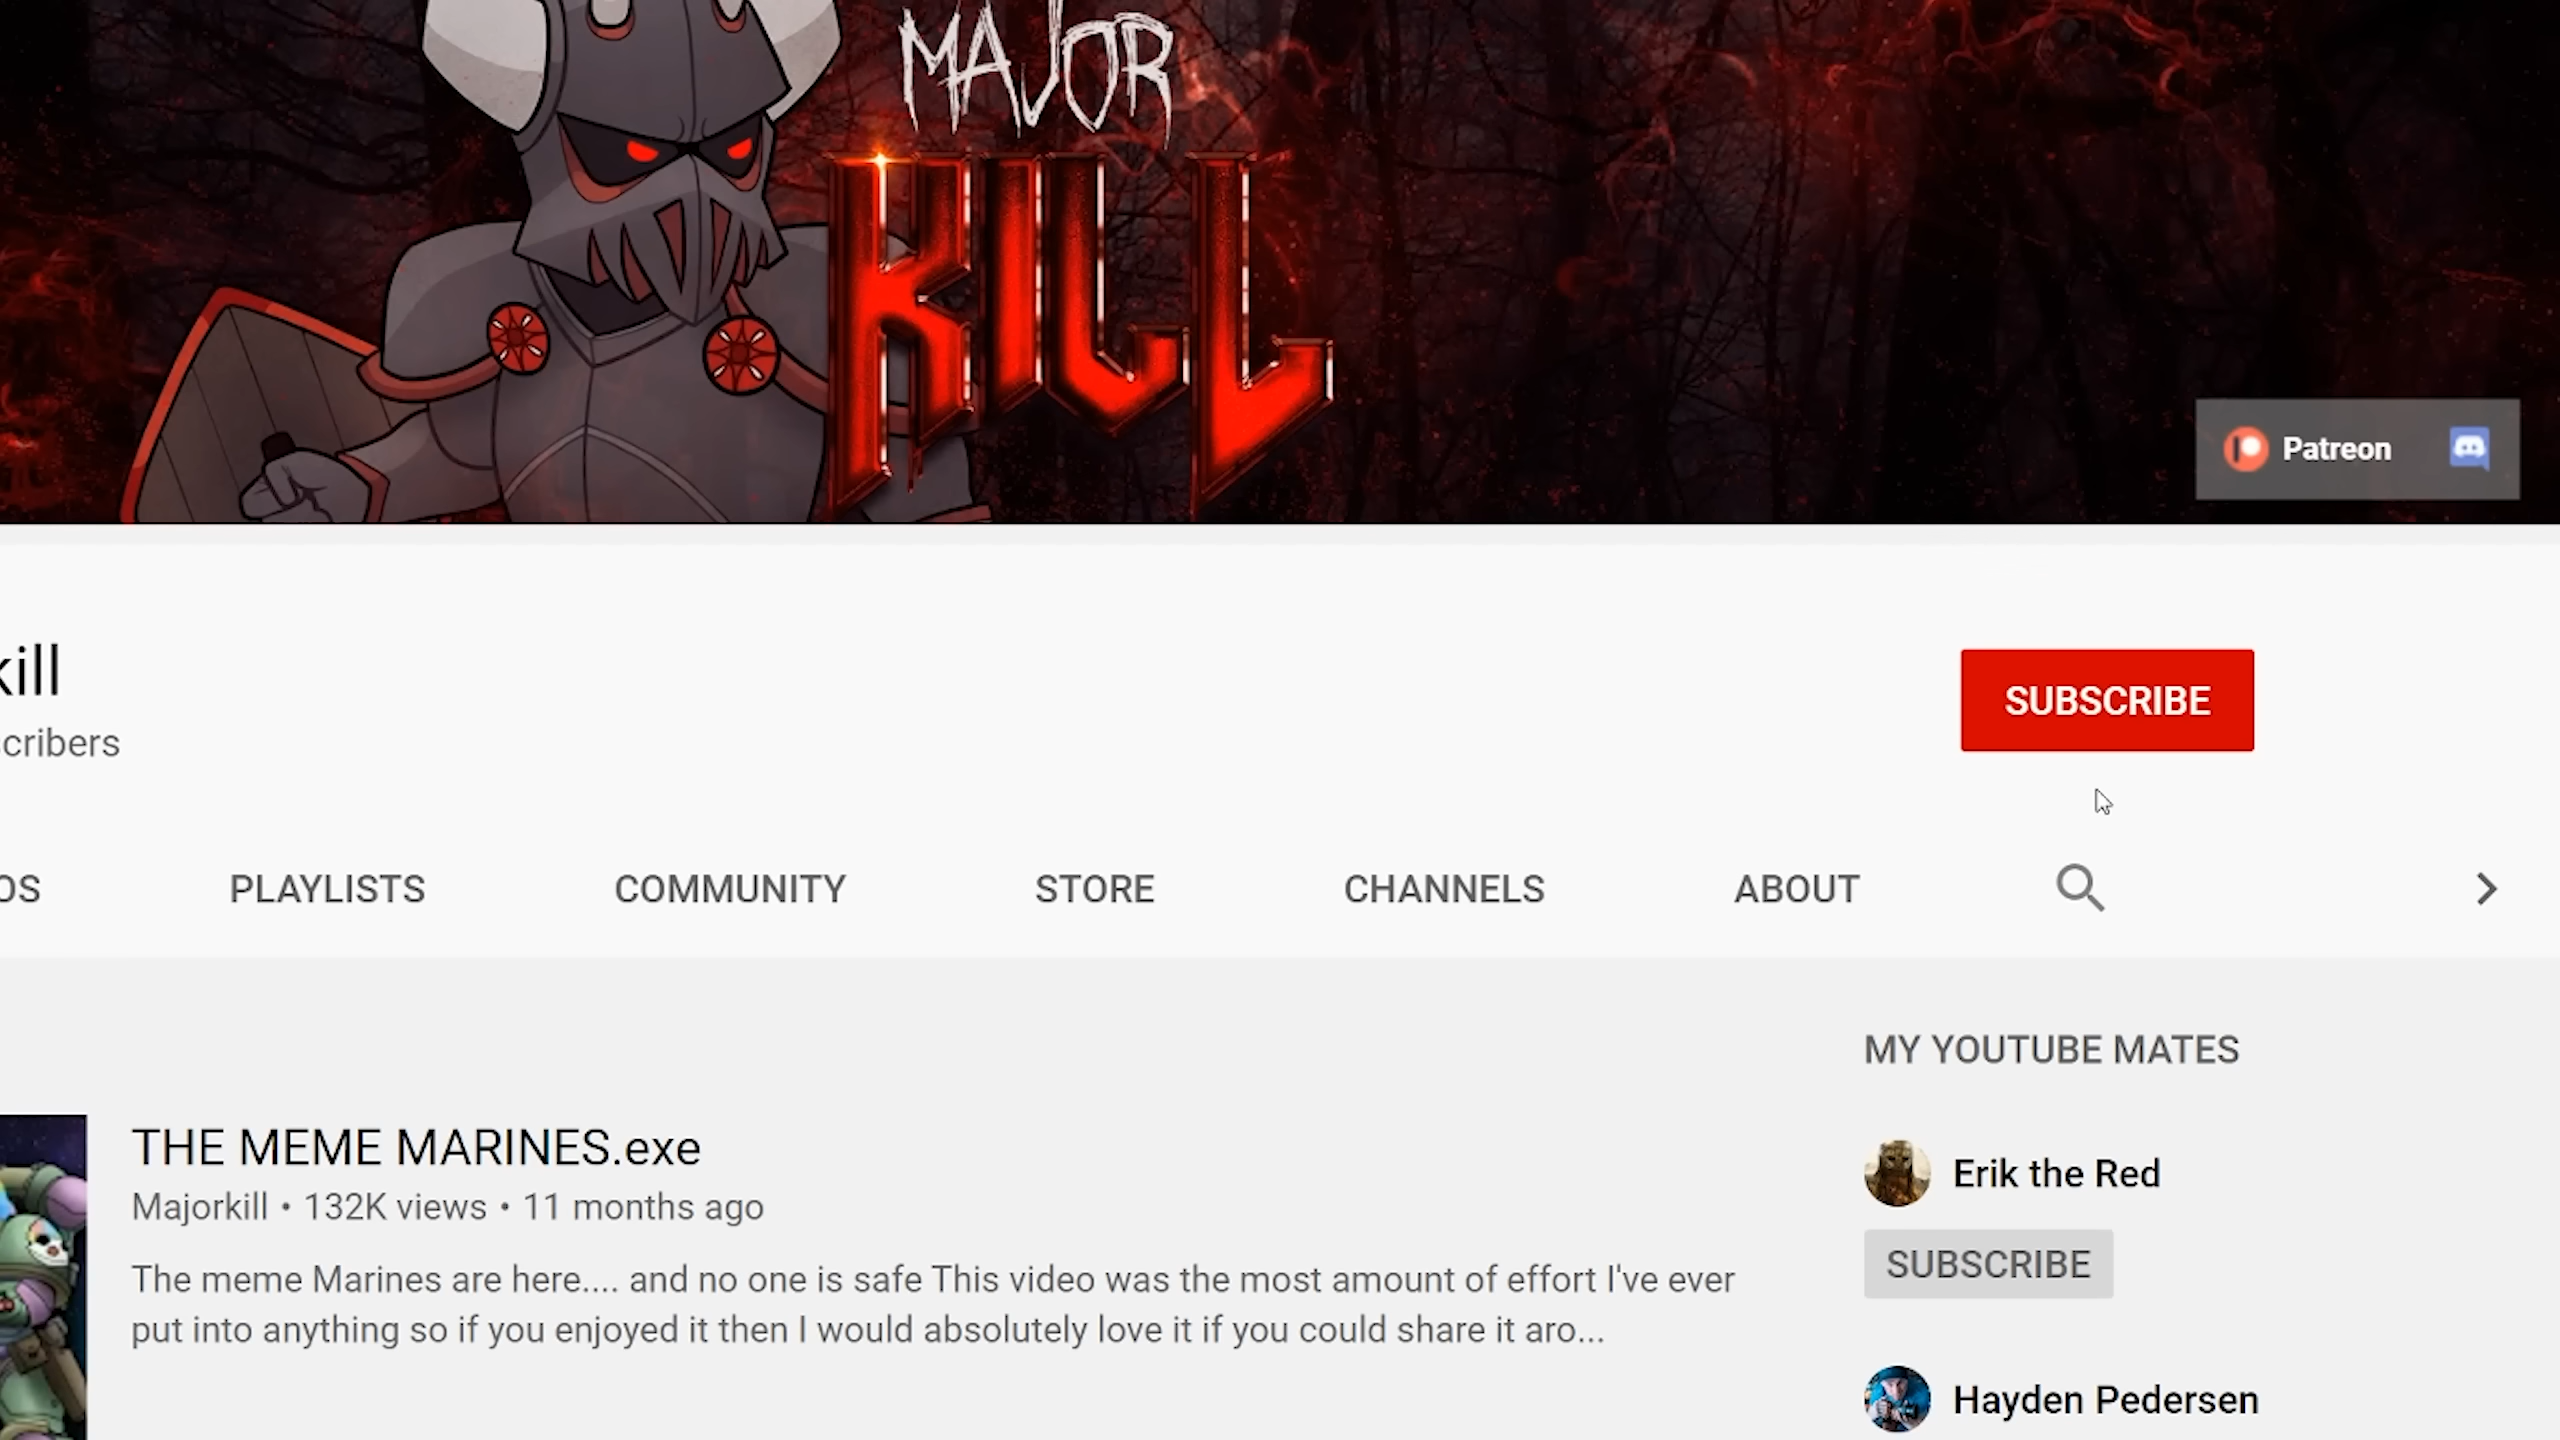 MAJOR
KILL
Patreon
kill
cribers
SUBSCRIBE
OS PLAYLISTS COMMUNITY STORE CHANNELS ABOUT
MY YOUTUBE MATES
THE MEME MARINES.exe
Majorkill • 132K views • 11 months ago
The meme Marines are here.... and no one is safe This video was the most amount of effort I've ever
put into anything so if you enjoyed it then I would absolutely love it if you could share it aro...
Erik the Red
SUBSCRIBE
Hayden Pedersen